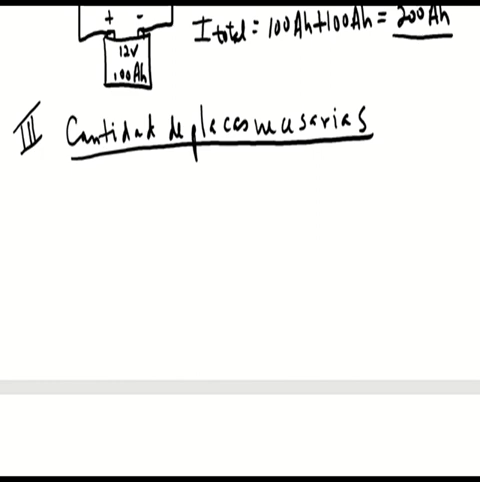 + -
12V
100Ah
I total = 100Ah+100Ah = 200Ah
III Cantidad de placas necesarias